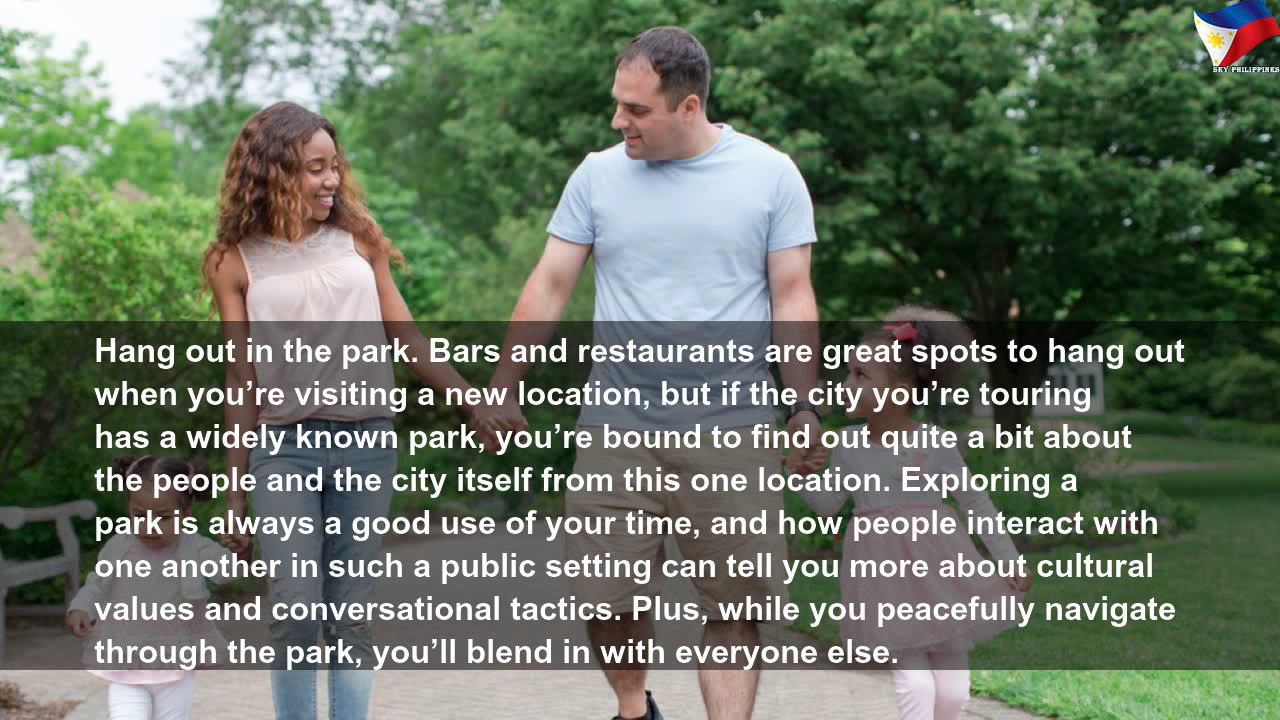 SKY PHILIPPINES
Hang out in the park. Bars and restaurants are great spots to hang out
when you’re visiting a new location, but if the city you’re touring
has a widely known park, you’re bound to find out quite a bit about
the people and the city itself from this one location. Exploring a
park is always a good use of your time, and how people interact with
one another in such a public setting can tell you more about cultural
values and conversational tactics. Plus, while you peacefully navigate
through the park, you’ll blend in with everyone else.